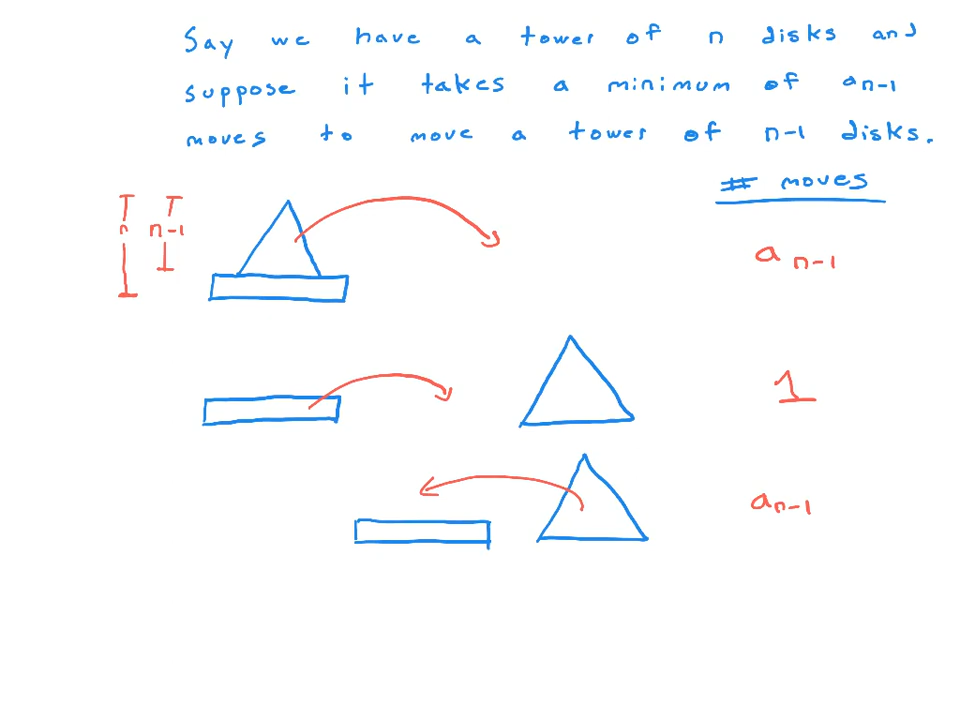 Say we have a tower of n disks and
suppose it takes a minimum of an-1
moves to move a tower of n-1 disks.
# moves
n n-1
an-1
1
an-1